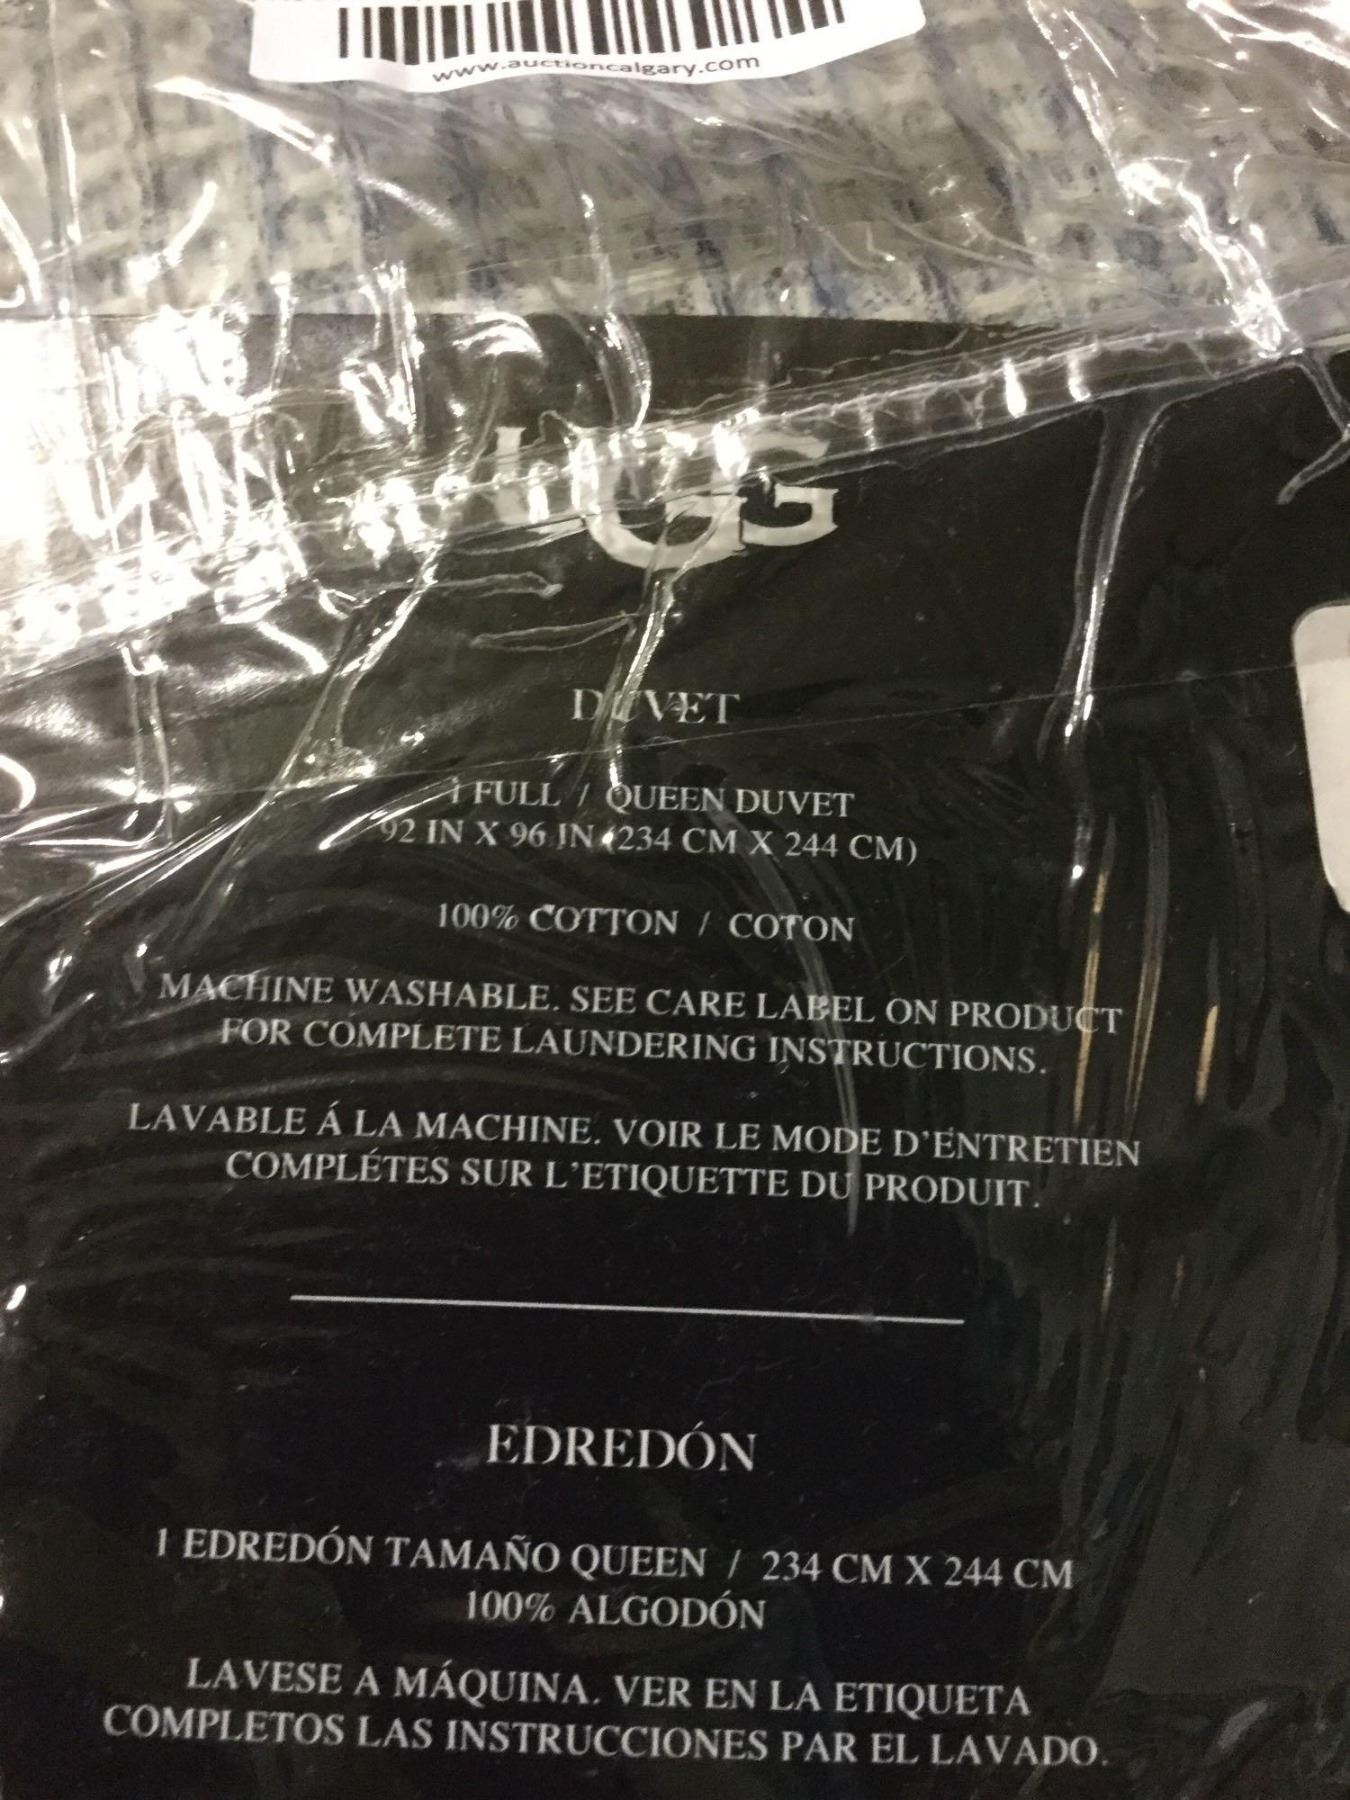 www.auctioncalgary.com
UGG
DUVET
1 FULL / QUEEN DUVET
92 IN X 96 IN (234 CM X 244 CM)
100% COTTON / COTON
MACHINE WASHABLE. SEE CARE LABEL ON PRODUCT
FOR COMPLETE LAUNDERING INSTRUCTIONS.
LAVABLE Á LA MACHINE. VOIR LE MODE D'ENTRETIEN
COMPLÉTES SUR L'ETIQUETTE DU PRODUIT.
EDREDÓN
1 EDREDÓN TAMAÑO QUEEN / 234 CM X 244 CM
100% ALGODÓN
LAVESE A MÁQUINA. VER EN LA ETIQUETA
COMPLETOS LAS INSTRUCCIONES PAR EL LAVADO.